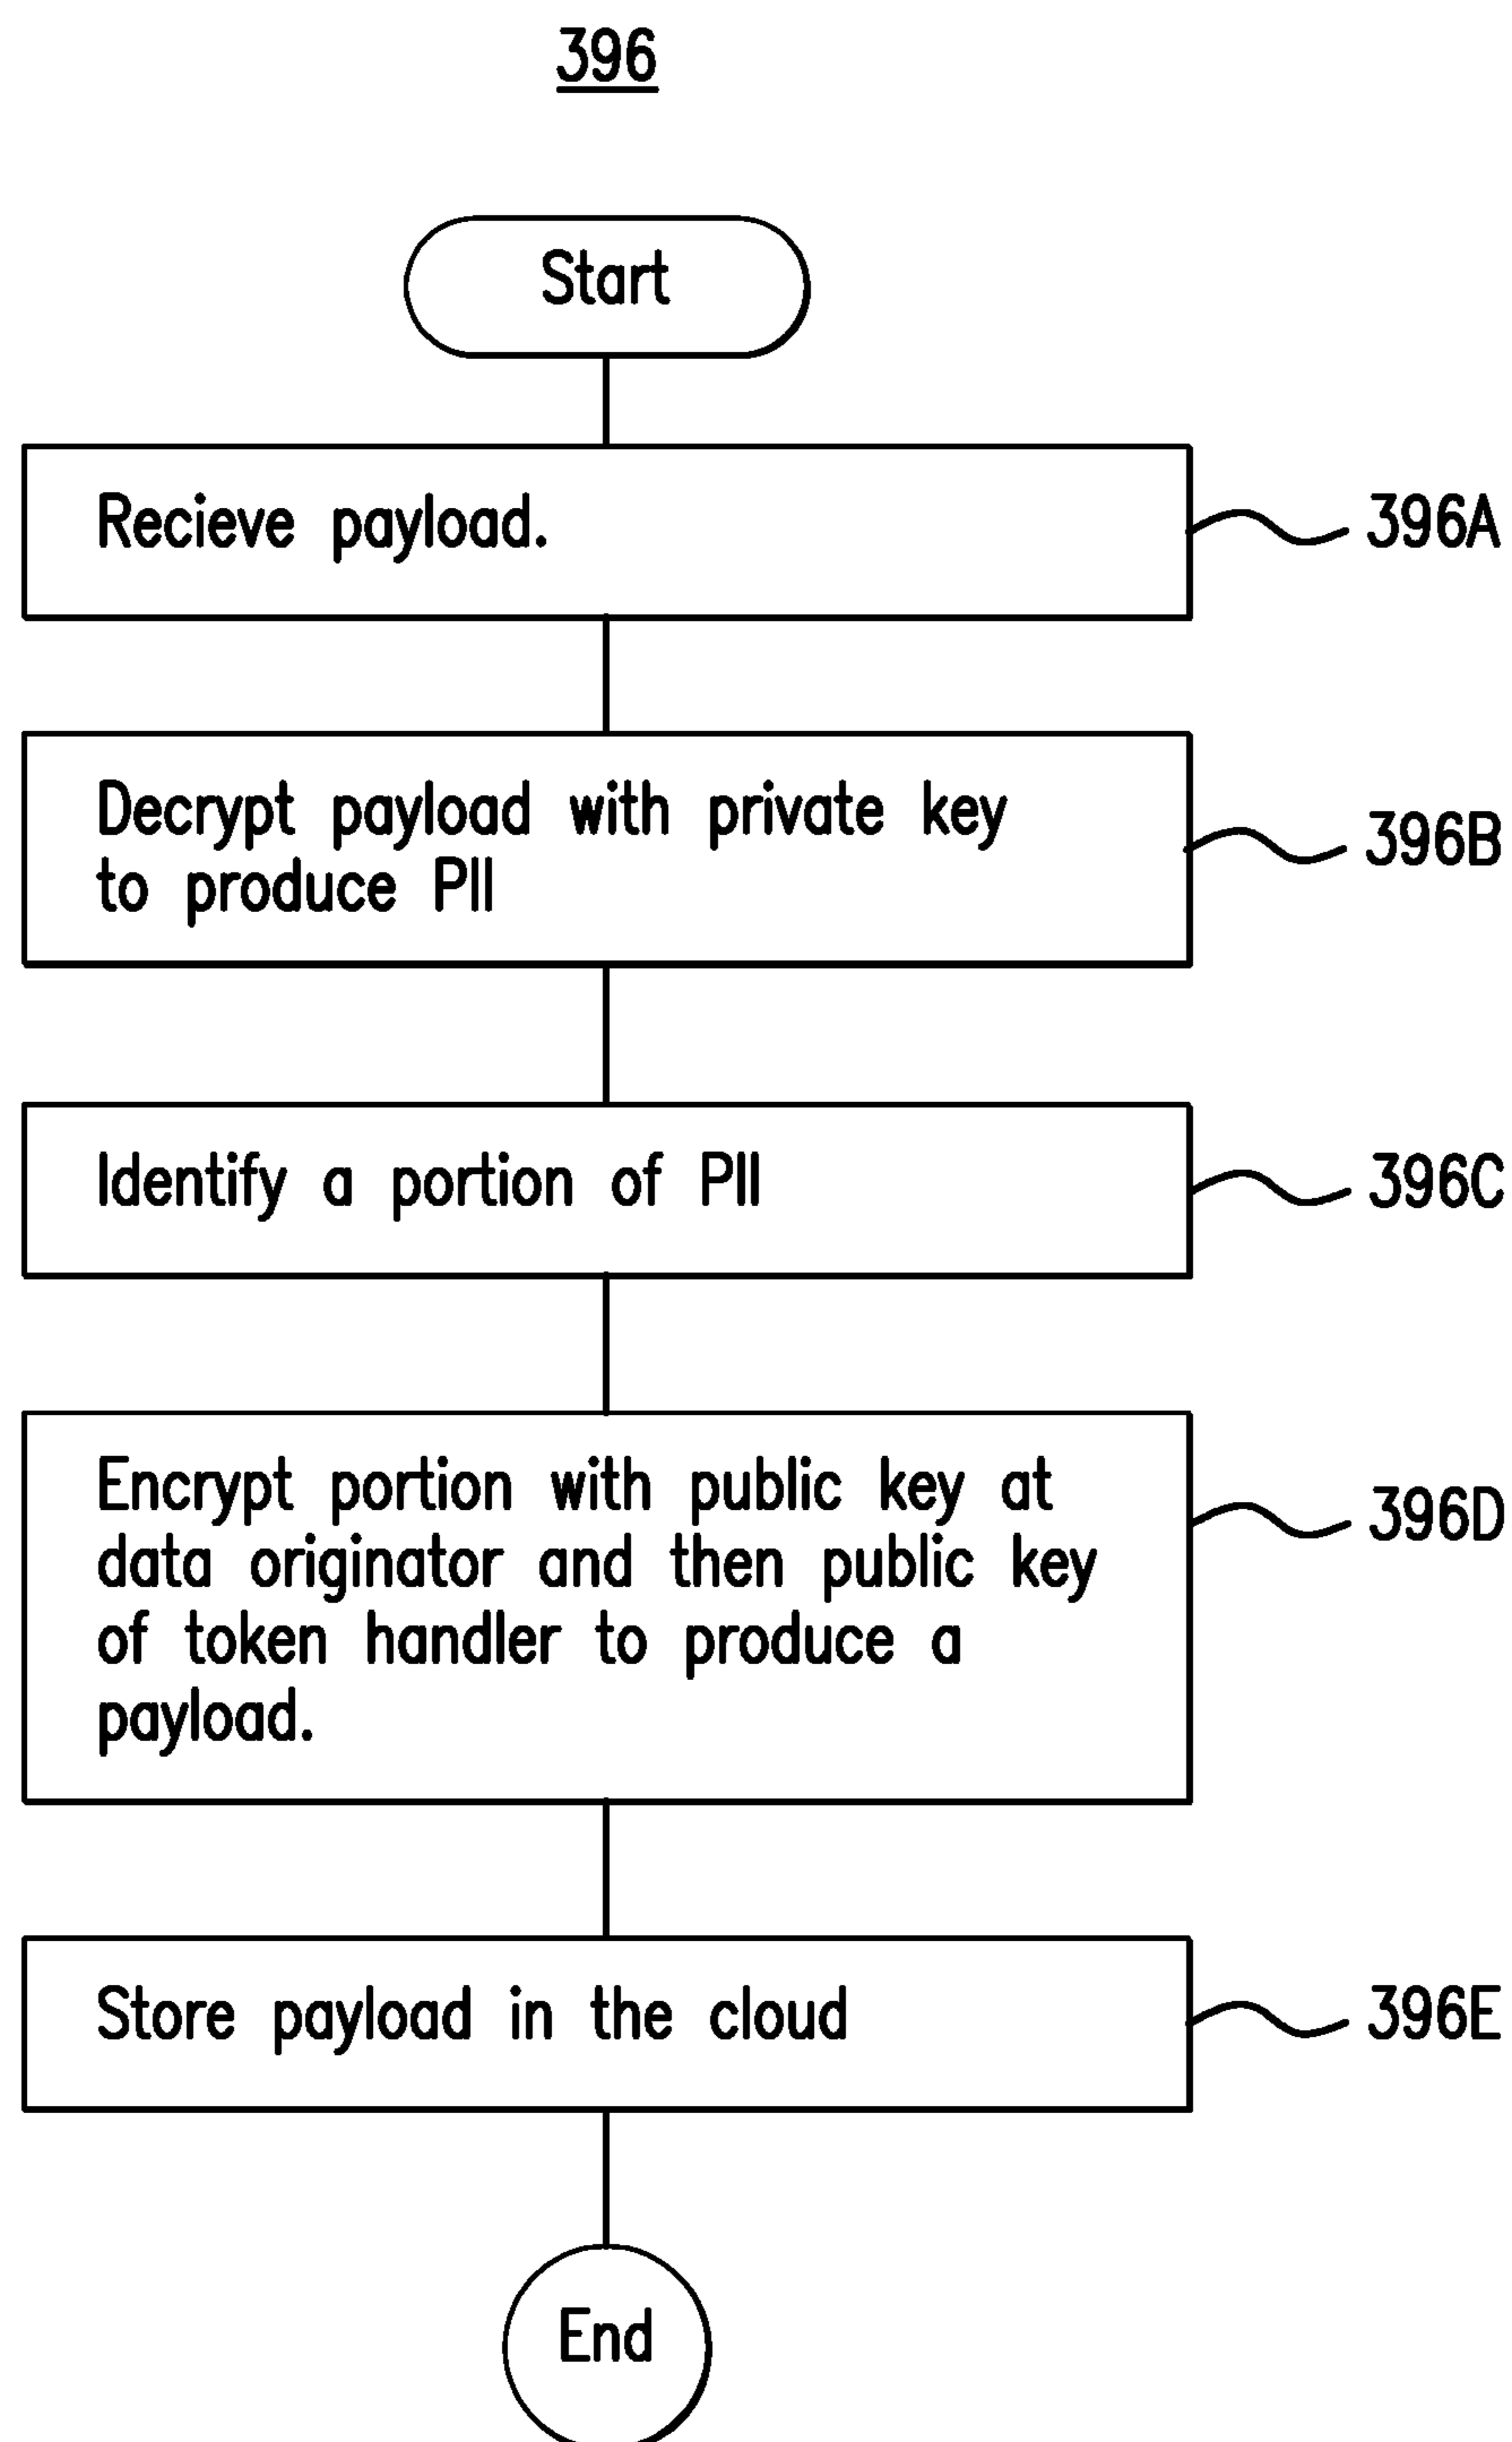 396
Start
Recieve payload.
396A
Decrypt payload with private key
to produce PII
396B
Identify a portion of PII
396C
Encrypt portion with public key at
data originator and then public key
of token handler to produce a
payload.
396D
Store payload in the cloud
396E
End